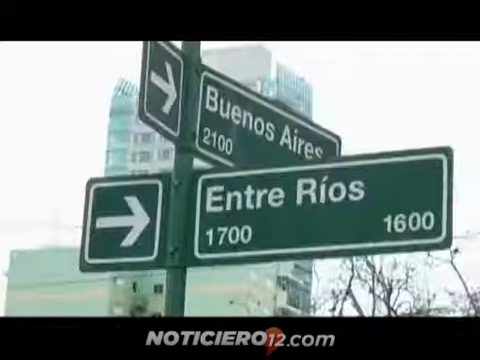 Buenos Aires
2100
Entre Ríos
1700 1600
NOTICIERO12.com